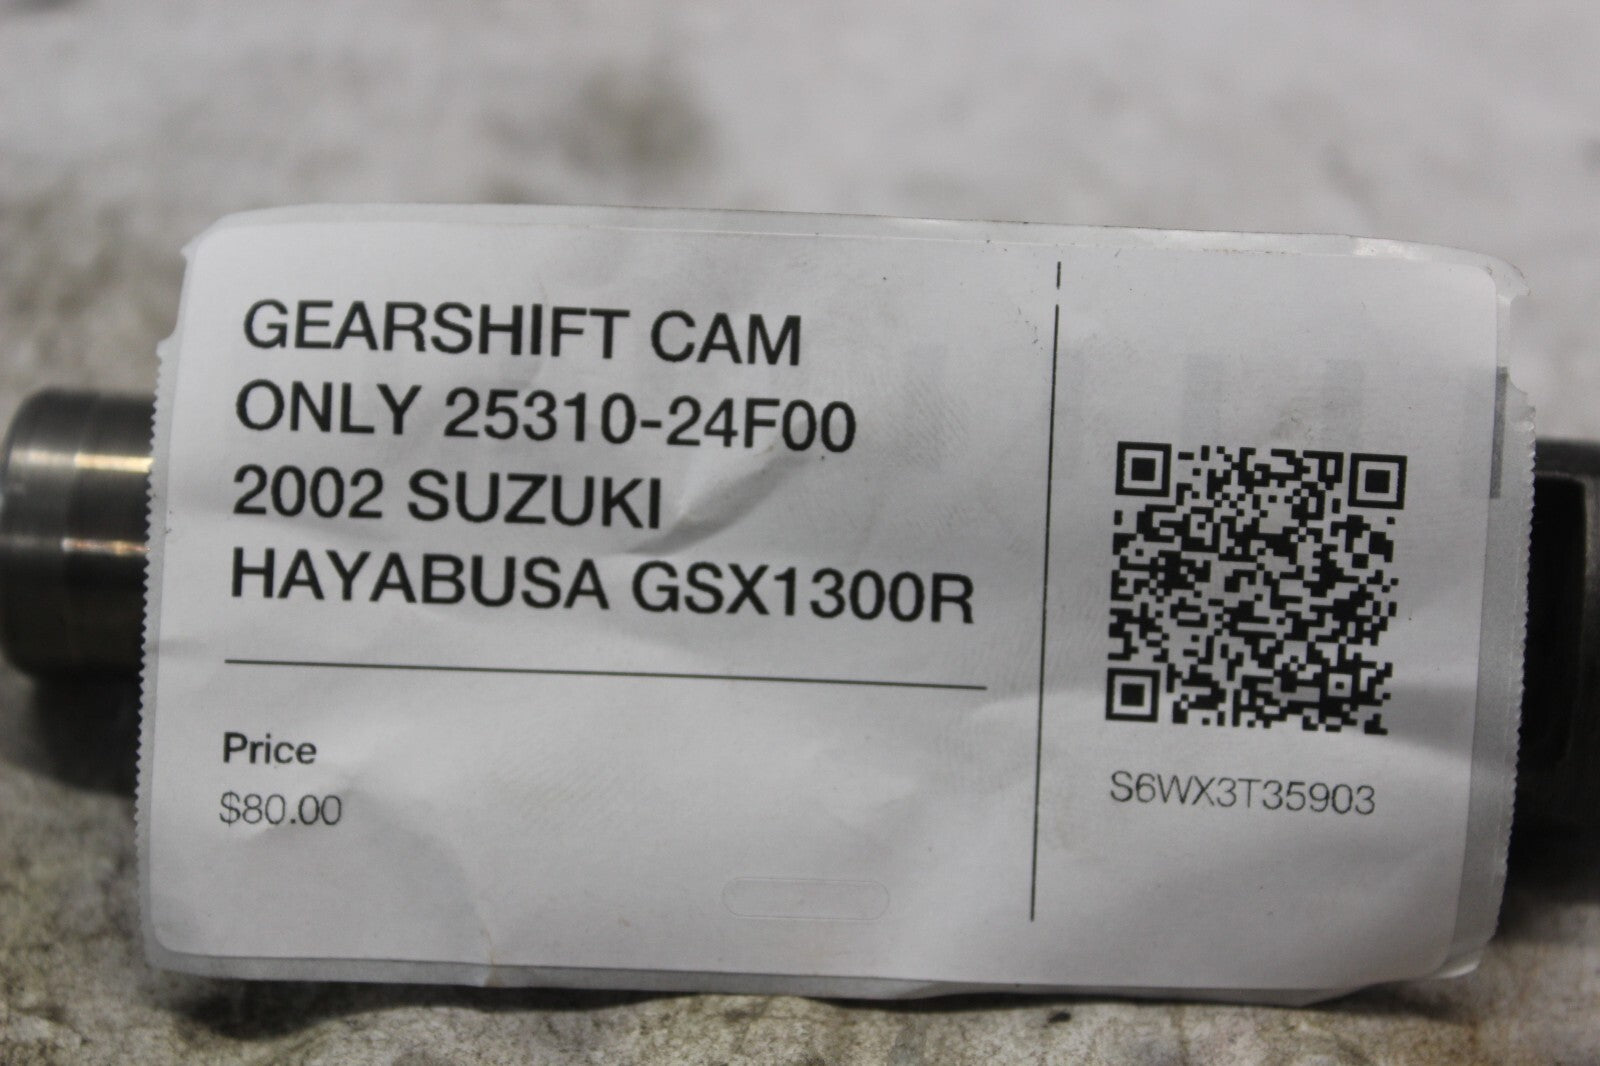 GEARSHIFT CAM
ONLY 25310-24F00
2002 SUZUKI
HAYABUSA GSX1300R
Price
$80.00
S6WX3T35903